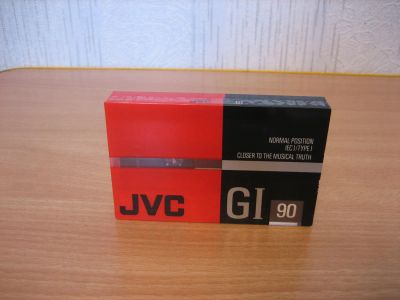 NORMAL POSITION
IEC I/TYPE I
CLOSER TO THE MUSICAL TRUTH
JVC
GI 90